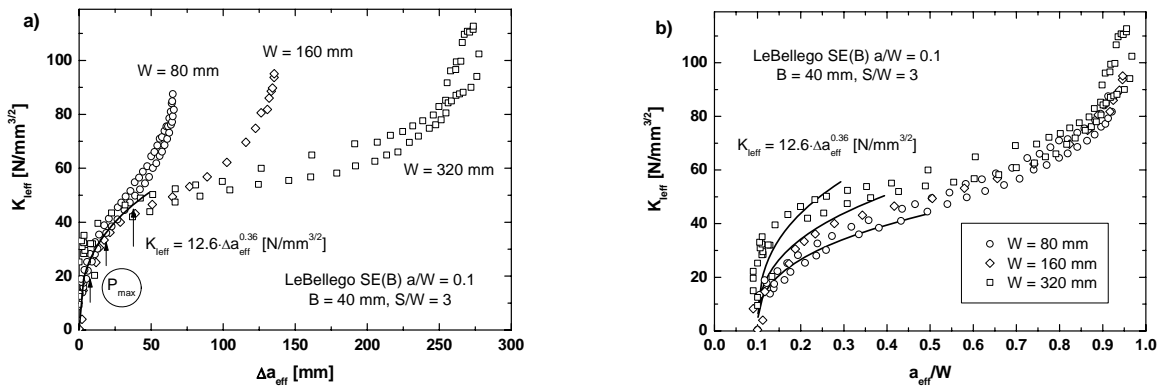 a)
100
80
60
40
20
0
K_Ieff [N/mm^3/2]
0 50 100 150 200 250 300
Δa_eff [mm]
W = 80 mm
W = 160 mm
W = 320 mm
K_Ieff = 12.6·Δa_eff^0.36 [N/mm^3/2]
P_max
LeBellego SE(B) a/W = 0.1
B = 40 mm, S/W = 3
b)
100
80
60
40
20
0
K_Ieff [N/mm^3/2]
0.0 0.1 0.2 0.3 0.4 0.5 0.6 0.7 0.8 0.9 1.0
a_eff/W
LeBellego SE(B) a/W = 0.1
B = 40 mm, S/W = 3
K_Ieff = 12.6·Δa_eff^0.36 [N/mm^3/2]
W = 80 mm
W = 160 mm
W = 320 mm